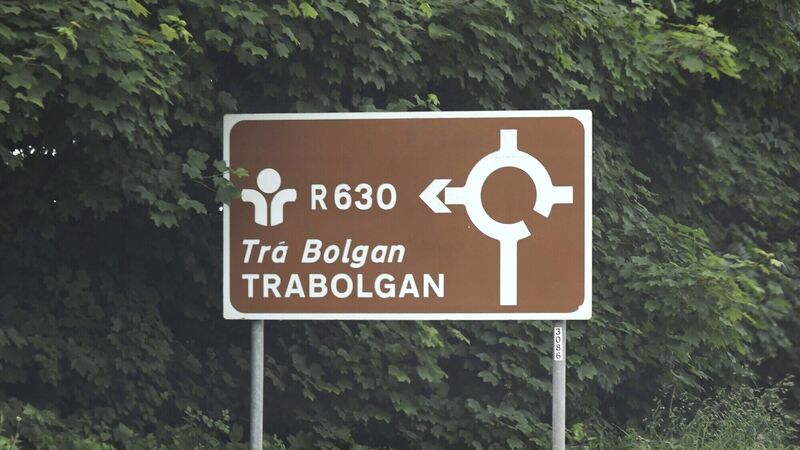 R630
Trá Bolgan
TRABOLGAN
3086